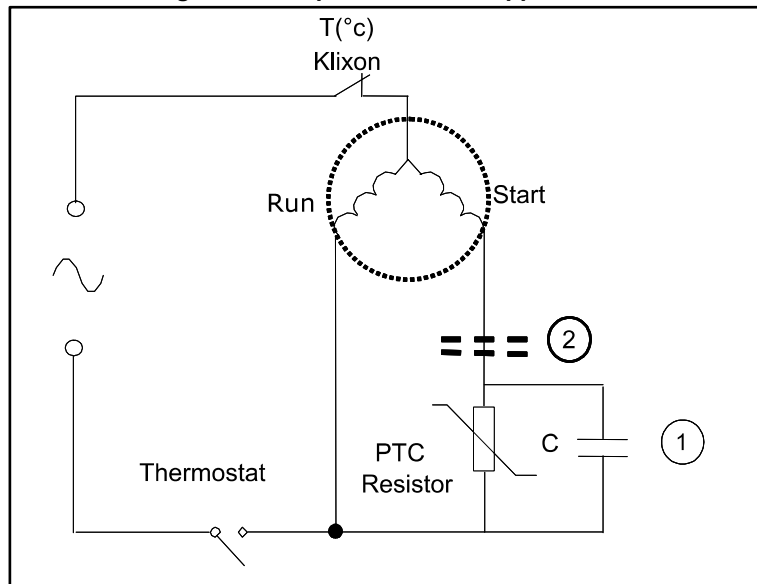 T(°c)
Klixon
Run
Start
2
PTC
Resistor
C
1
Thermostat